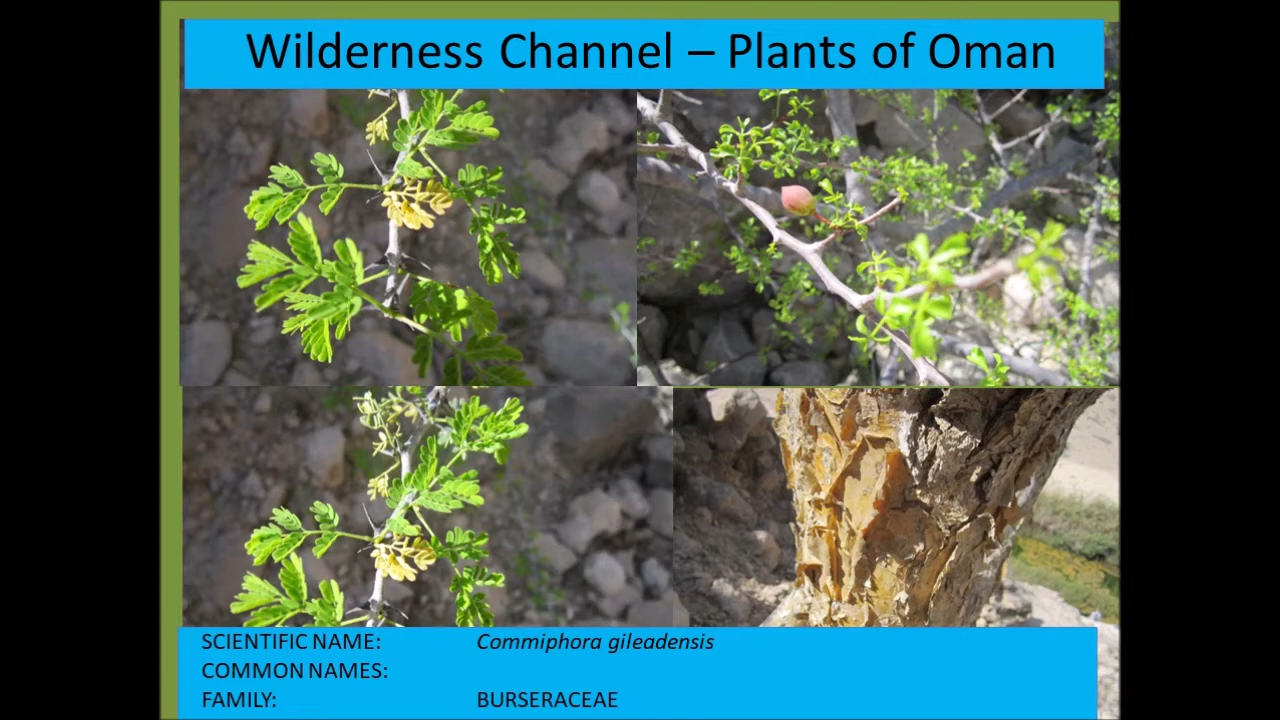 Wilderness Channel – Plants of Oman
SCIENTIFIC NAME: Commiphora gileadensis
COMMON NAMES:
FAMILY: BURSERACEAE